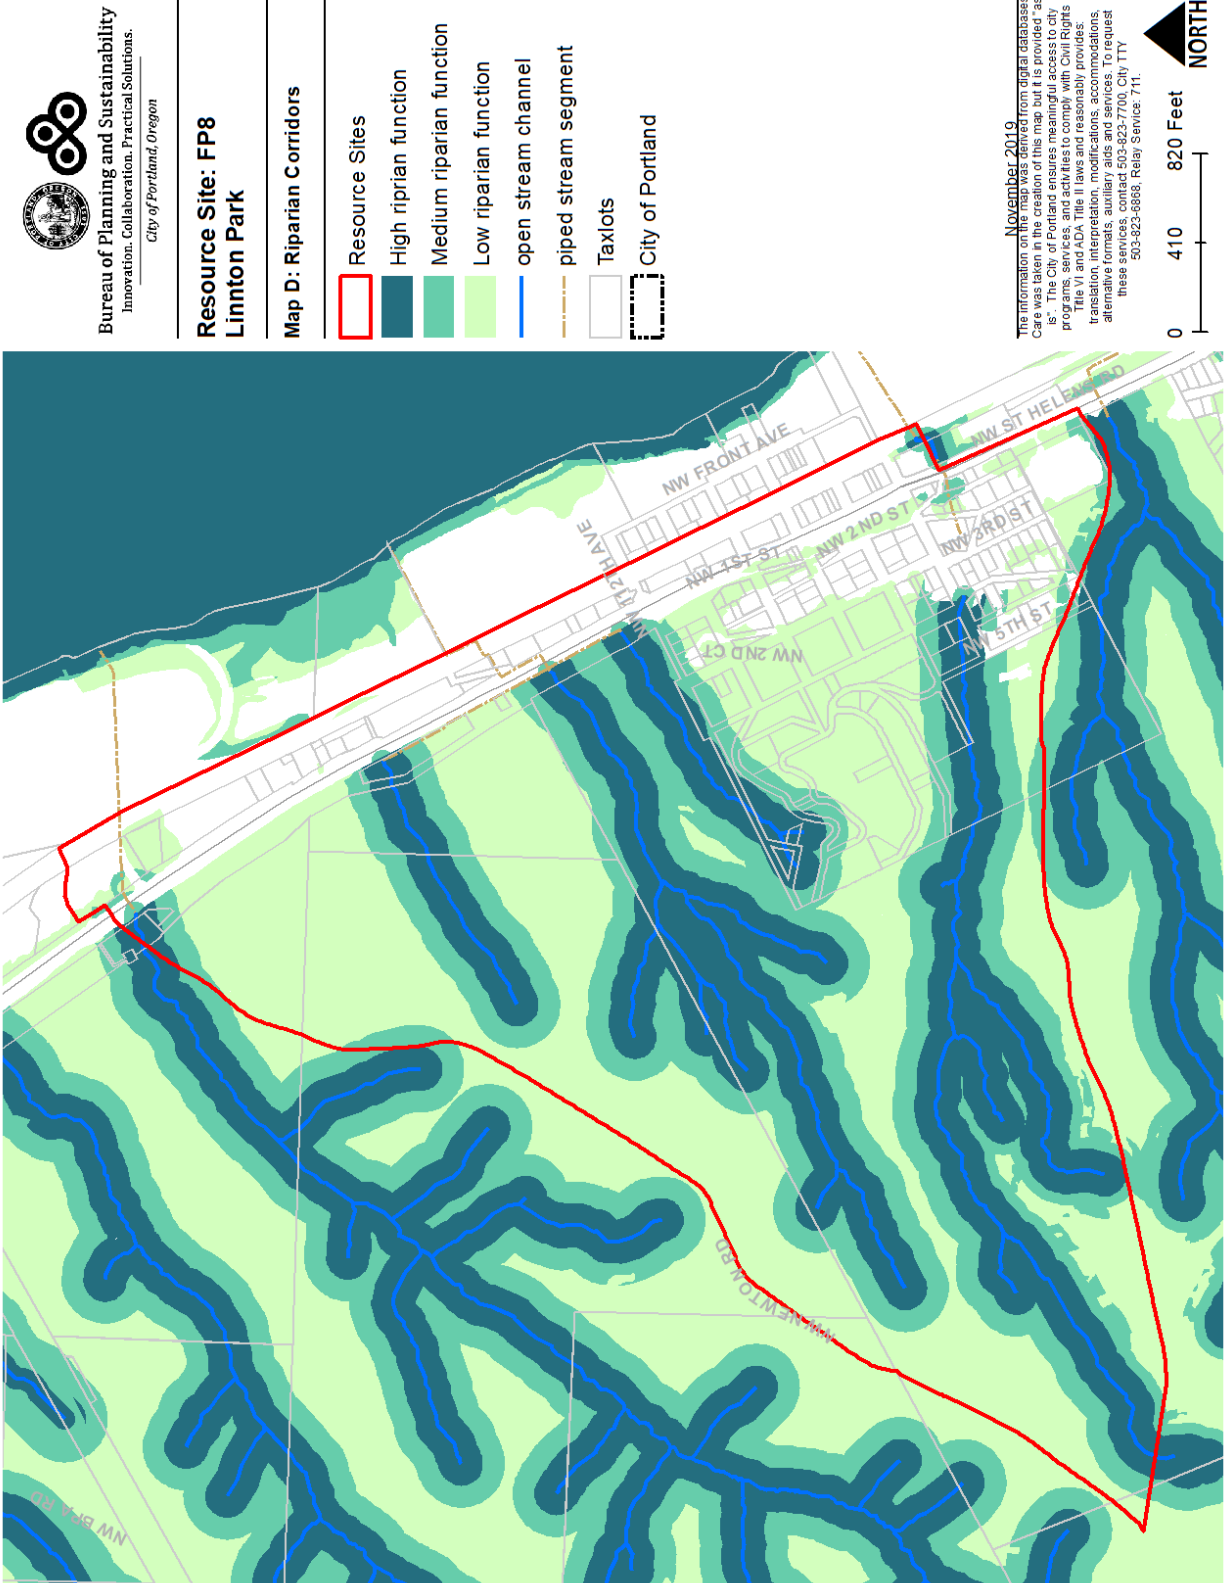 Bureau of Planning and Sustainability
Innovation. Collaboration. Practical Solutions.
City of Portland, Oregon
Resource Site: FP8
Linnton Park
Map D: Riparian Corridors
Resource Sites
High riprian function
Medium riparian function
Low riparian function
open stream channel
piped stream segment
Taxlots
City of Portland
November 2019
The information on the map was derived from digital databases
Care was taken in the creation of this map but it is provided "as
is". The City of Portland ensures meaningful access to city
programs, services, and activities to comply with Civil Rights
Title VI and ADA Title II laws and reasonably provides:
translation, interpretation, modifications, accommodations,
alternative formats, auxiliary aids and services. To request
these services, contact 503-823-7700, City TTY
503-823-6868, Relay Service: 711.
0 410 820 Feet
NORTH
NW FRONT AVE
NW ST HELENS RD
NW 112TH AVE
NW 1ST ST
NW 2ND ST
NW 3RD ST
NW 5TH ST
NW 2ND CT
NW NEWTON RD
NW BPA RD